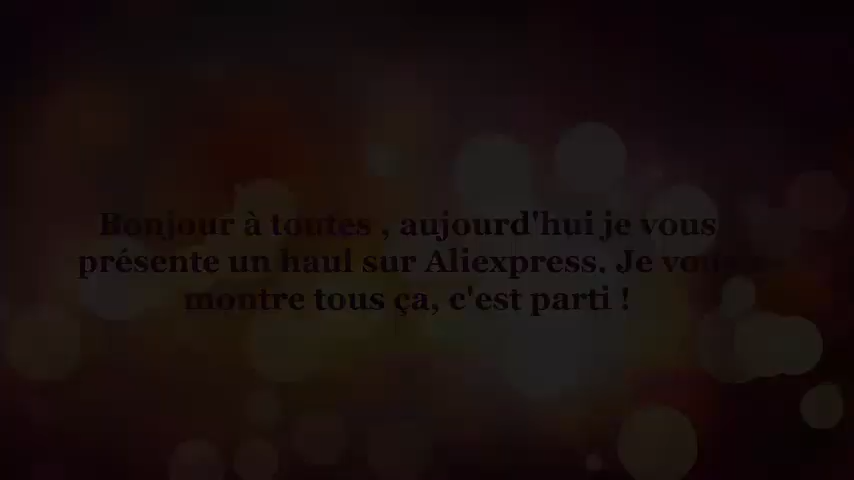 Bonjour à toutes , aujourd'hui je vous
présente un haul sur Aliexpress. Je vous
montre tous ça, c'est parti !